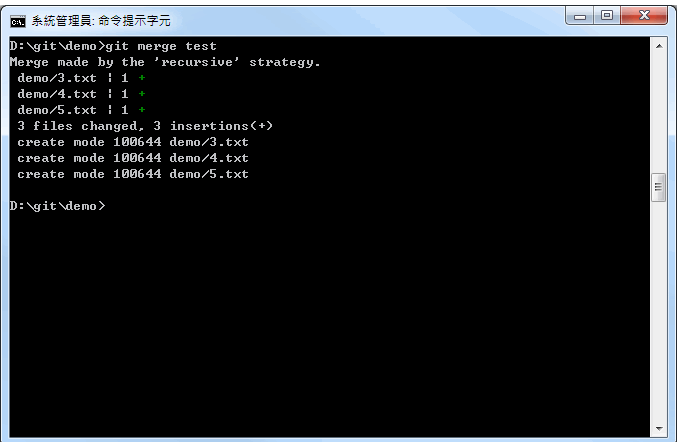 系統管理員: 命令提示字元
D:\git\demo>git merge test
Merge made by the 'recursive' strategy.
 demo/3.txt | 1 +
 demo/4.txt | 1 +
 demo/5.txt | 1 +
 3 files changed, 3 insertions(+)
 create mode 100644 demo/3.txt
 create mode 100644 demo/4.txt
 create mode 100644 demo/5.txt
D:\git\demo>